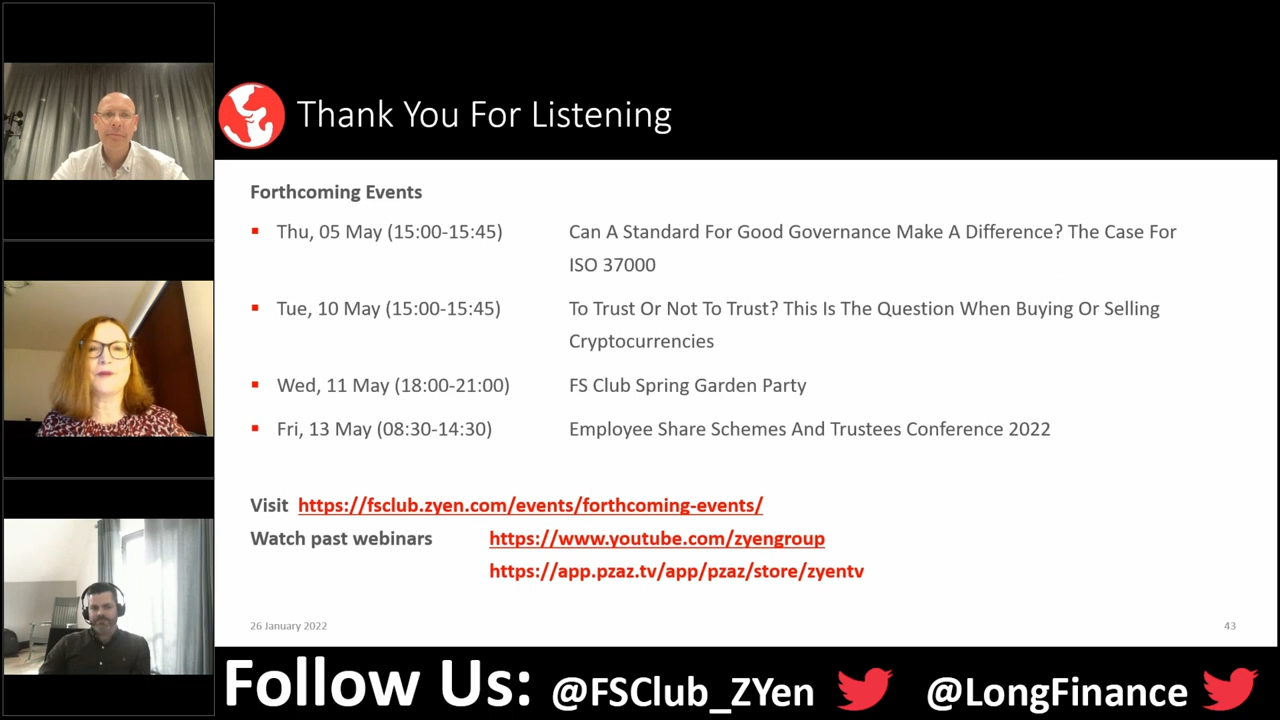 Thank You For Listening
Forthcoming Events
Thu, 05 May (15:00-15:45) Can A Standard For Good Governance Make A Difference? The Case For
ISO 37000
Tue, 10 May (15:00-15:45) To Trust Or Not To Trust? This Is The Question When Buying Or Selling
Cryptocurrencies
Wed, 11 May (18:00-21:00) FS Club Spring Garden Party
Fri, 13 May (08:30-14:30) Employee Share Schemes And Trustees Conference 2022
Visit https://fsclub.zyen.com/events/forthcoming-events/
Watch past webinars https://www.youtube.com/zyengroup
https://app.pzaz.tv/app/pzaz/store/zyentv
26 January 2022 43
Follow Us: @FSClub_ZYen @LongFinance